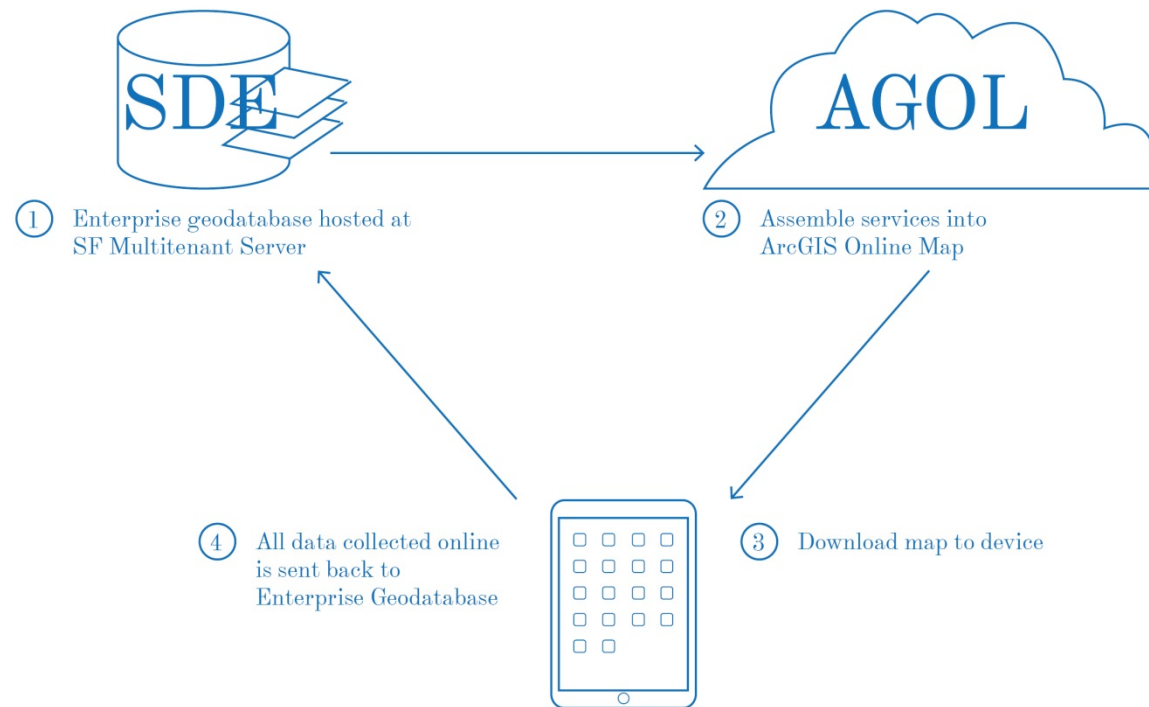 SDE
AGOL
1
Enterprise geodatabase hosted at
SF Multitenant Server
2
Assemble services into
ArcGIS Online Map
3
Download map to device
4
All data collected online
is sent back to
Enterprise Geodatabase